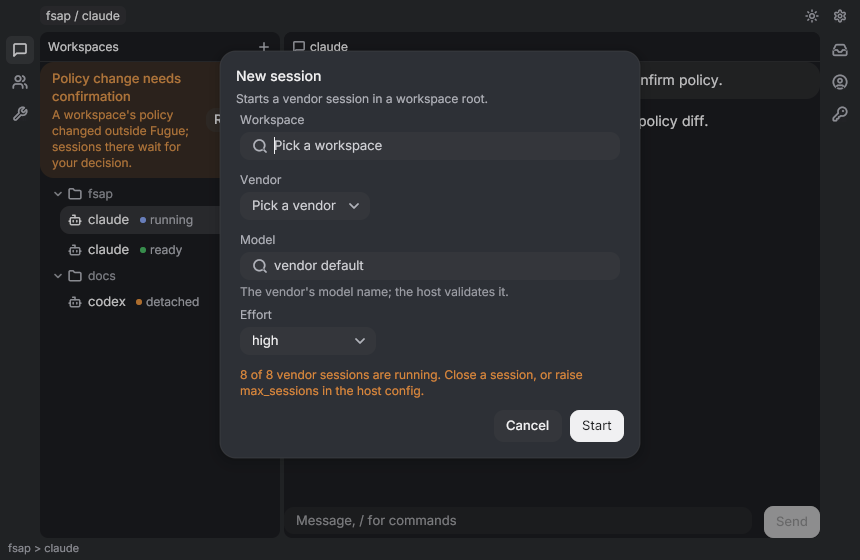 fsap / claude
Workspaces
claude
Policy change needs
confirmation
A workspace's policy
changed outside Fugue;
sessions there wait for
your decision.
R
nfirm policy.
policy diff.
fsap
claude
running
claude
ready
docs
codex
detached
New session
Starts a vendor session in a workspace root.
Workspace
Pick a workspace
Vendor
Pick a vendor
Model
vendor default
The vendor's model name; the host validates it.
Effort
high
8 of 8 vendor sessions are running. Close a session, or raise
max_sessions in the host config.
Cancel
Start
Message, / for commands
Send
fsap > claude